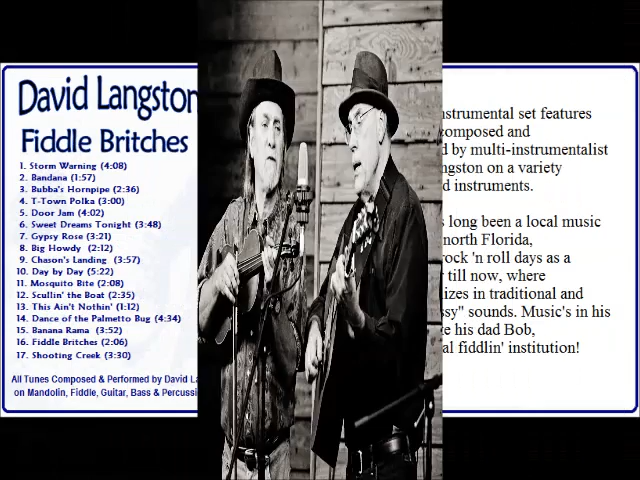 David Langston
Fiddle Britches
1. Storm Warning (4:08)
2. Bandana (1:57)
3. Bubba's Hornpipe (2:36)
4. T-Town Polka (3:00)
5. Door Jam (4:02)
6. Sweet Dreams Tonight (3:48)
7. Gypsy Rose (3:21)
8. Big Howdy (2:12)
9. Chason's Landing (3:57)
10. Day by Day (5:22)
11. Mosquito Bite (2:08)
12. Scullin' the Boat (2:35)
13. This Ain't Nothin' (1:12)
14. Dance of the Palmetto Bug (4:34)
15. Banana Rama (3:52)
16. Fiddle Britches (2:06)
17. Shooting Creek (3:30)
All Tunes Composed & Performed by David La
on Mandolin, Fiddle, Guitar, Bass & Percussi
nstrumental set features
composed and
d by multi-instrumentalist
ngston on a variety
d instruments.
s long been a local music
north Florida,
rock 'n roll days as a
r till now, where
lizes in traditional and
ssy" sounds. Music's in his
e his dad Bob,
al fiddlin' institution!